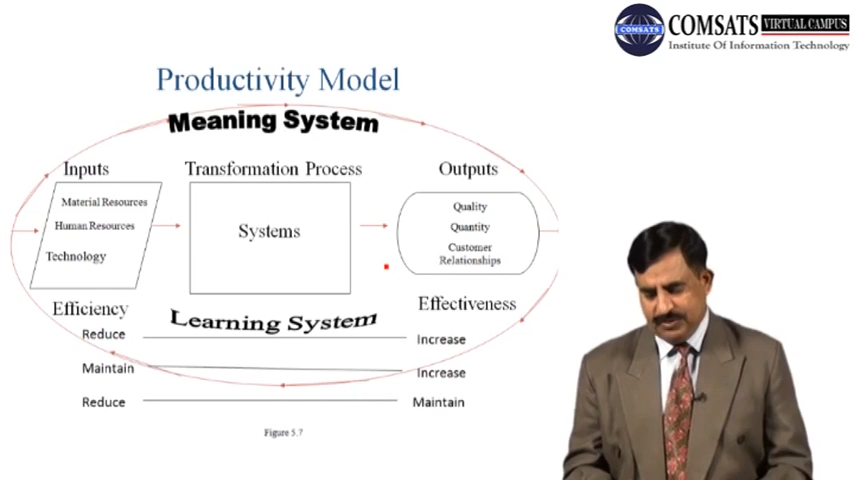 COMSATS VIRTUAL CAMPUS
COMSATS
Institute Of Information Technology
Productivity Model
Meaning System
Inputs
Transformation Process
Outputs
Material Resources
Human Resources
Technology
Systems
Quality
Quantity
Customer
Relationships
Efficiency
Learning System
Effectiveness
Reduce
Increase
Maintain
Increase
Reduce
Maintain
Figure 5.7